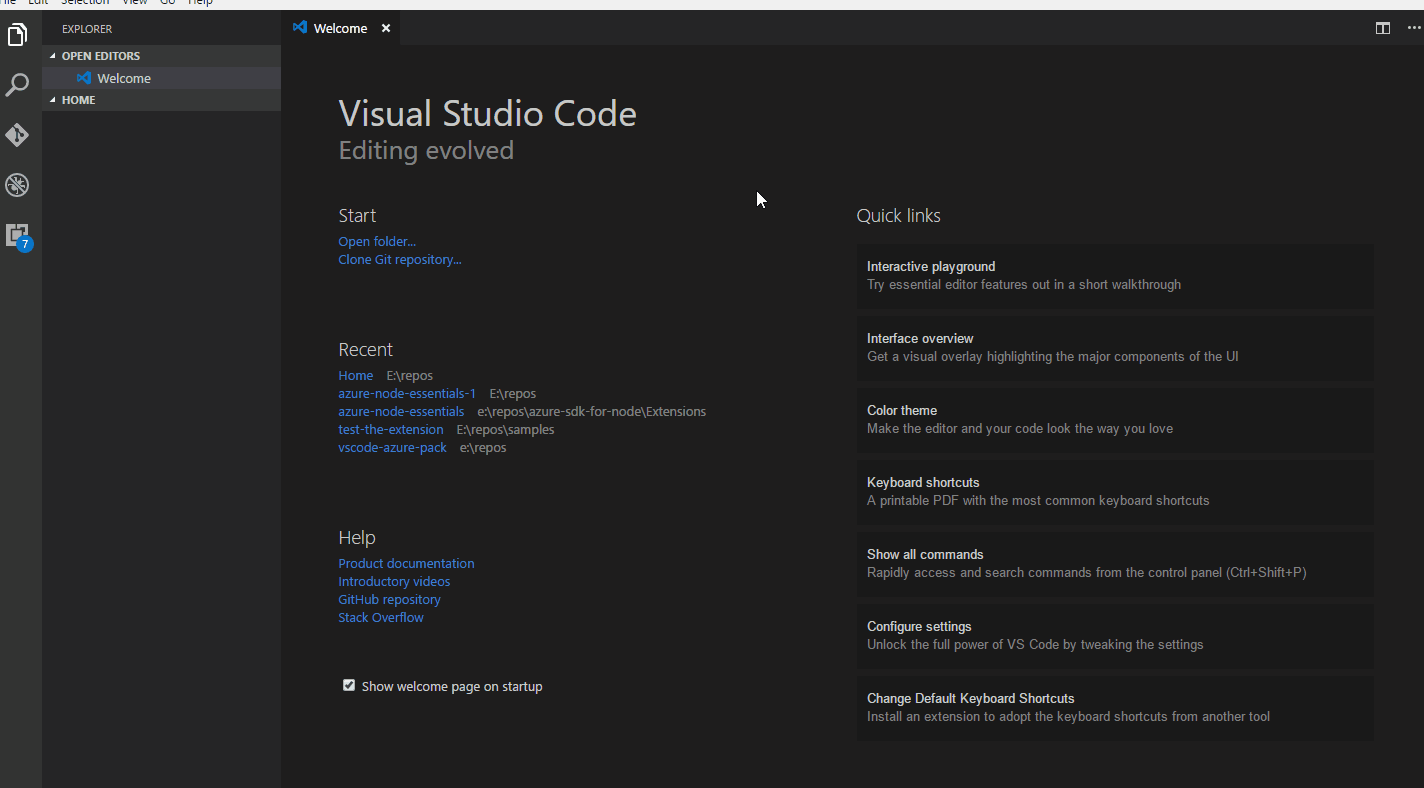 File Edit Selection View Go Help
EXPLORER
OPEN EDITORS
Welcome
HOME
7
Welcome
Visual Studio Code
Editing evolved
Start
Open folder...
Clone Git repository...
Recent
Home E:\repos
azure-node-essentials-1 E:\repos
azure-node-essentials e:\repos\azure-sdk-for-node\Extensions
test-the-extension E:\repos\samples
vscode-azure-pack e:\repos
Help
Product documentation
Introductory videos
GitHub repository
Stack Overflow
Show welcome page on startup
Quick links
Interactive playground
Try essential editor features out in a short walkthrough
Interface overview
Get a visual overlay highlighting the major components of the UI
Color theme
Make the editor and your code look the way you love
Keyboard shortcuts
A printable PDF with the most common keyboard shortcuts
Show all commands
Rapidly access and search commands from the control panel (Ctrl+Shift+P)
Configure settings
Unlock the full power of VS Code by tweaking the settings
Change Default Keyboard Shortcuts
Install an extension to adopt the keyboard shortcuts from another tool